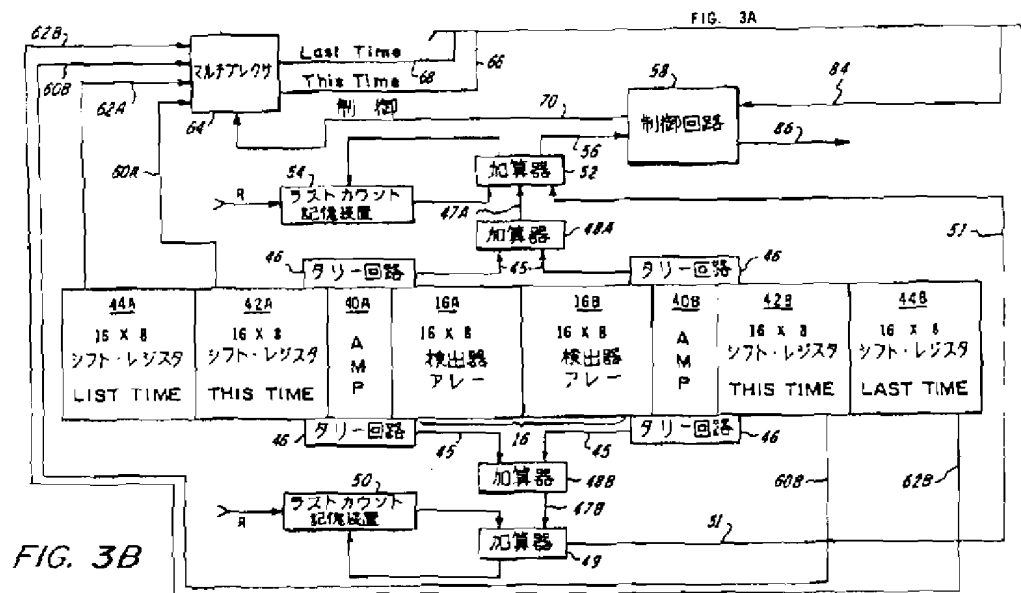 FIG. 3A
62B
60B
62A
マルチプレクサ
64
Last Time
68
This Time
66
制御
70
58
制御回路
84
86
56
60A
54
R
ラストカウント
記憶装置
加算器
52
47A
加算器
48A
51
46
タリー回路
45
タリー回路
46
44A
16 X 8
シフト・レジスタ
LIST TIME
42A
16 X 8
シフト・レジスタ
THIS TIME
40A
A
M
P
16A
16 X 8
検出器
アレー
16B
16 X 8
検出器
アレー
40B
A
M
P
42B
16 X 8
シフト・レジスタ
THIS TIME
44B
16 X 8
シフト・レジスタ
LAST TIME
46
タリー回路
45
16
45
タリー回路
46
加算器
48B
60B
62B
50
R
ラストカウント
記憶装置
47B
加算器
49
51
FIG. 3B